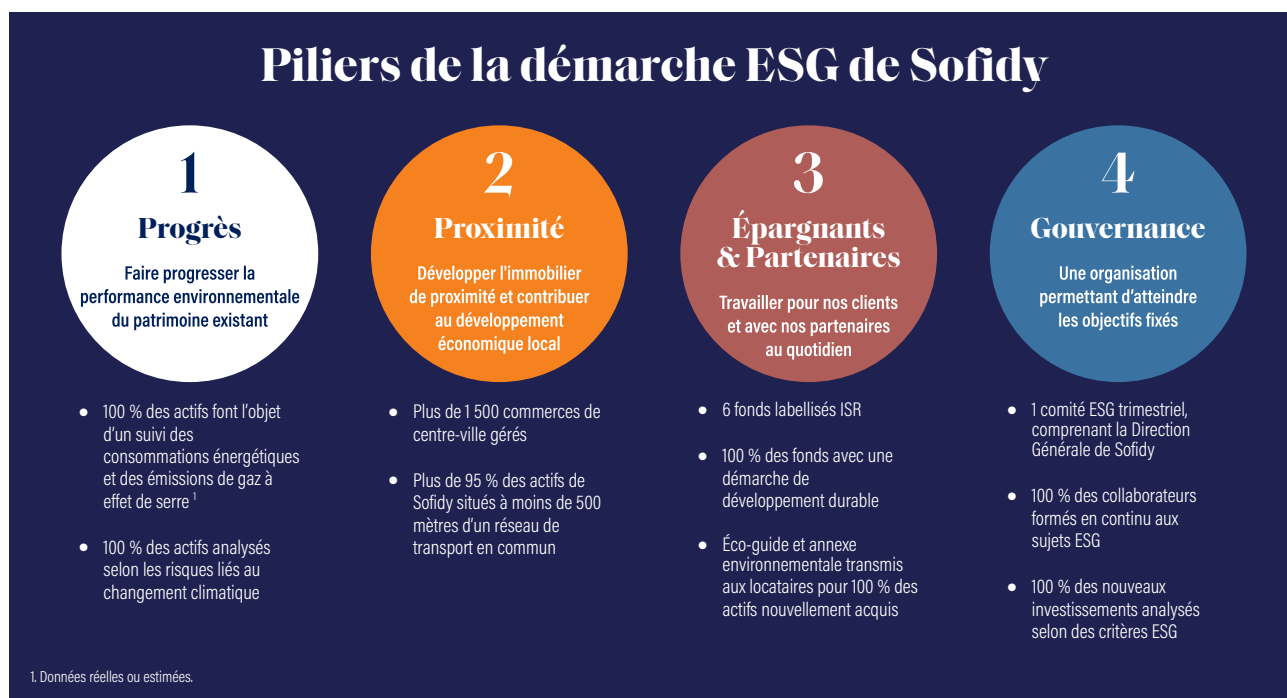 Piliers de la démarche ESG de Sofidy
1
Progrès
Faire progresser la
performance environnementale
du patrimoine existant
● 100 % des actifs font l'objet
d'un suivi des
consommations énergétiques
et des émissions de gaz à
effet de serre ¹
● 100 % des actifs analysés
selon les risques liés au
changement climatique
2
Proximité
Développer l'immobilier
de proximité et contribuer
au développement
économique local
● Plus de 1 500 commerces de
centre-ville gérés
● Plus de 95 % des actifs de
Sofidy situés à moins de 500
mètres d'un réseau de
transport en commun
3
Épargnants
& Partenaires
Travailler pour nos clients
et avec nos partenaires
au quotidien
● 6 fonds labellisés ISR
● 100 % des fonds avec une
démarche de
développement durable
● Éco-guide et annexe
environnementale transmis
aux locataires pour 100 % des
actifs nouvellement acquis
4
Gouvernance
Une organisation
permettant d'atteindre
les objectifs fixés
● 1 comité ESG trimestriel,
comprenant la Direction
Générale de Sofidy
● 100 % des collaborateurs
formés en continu aux
sujets ESG
● 100 % des nouveaux
investissements analysés
selon des critères ESG
1. Données réelles ou estimées.